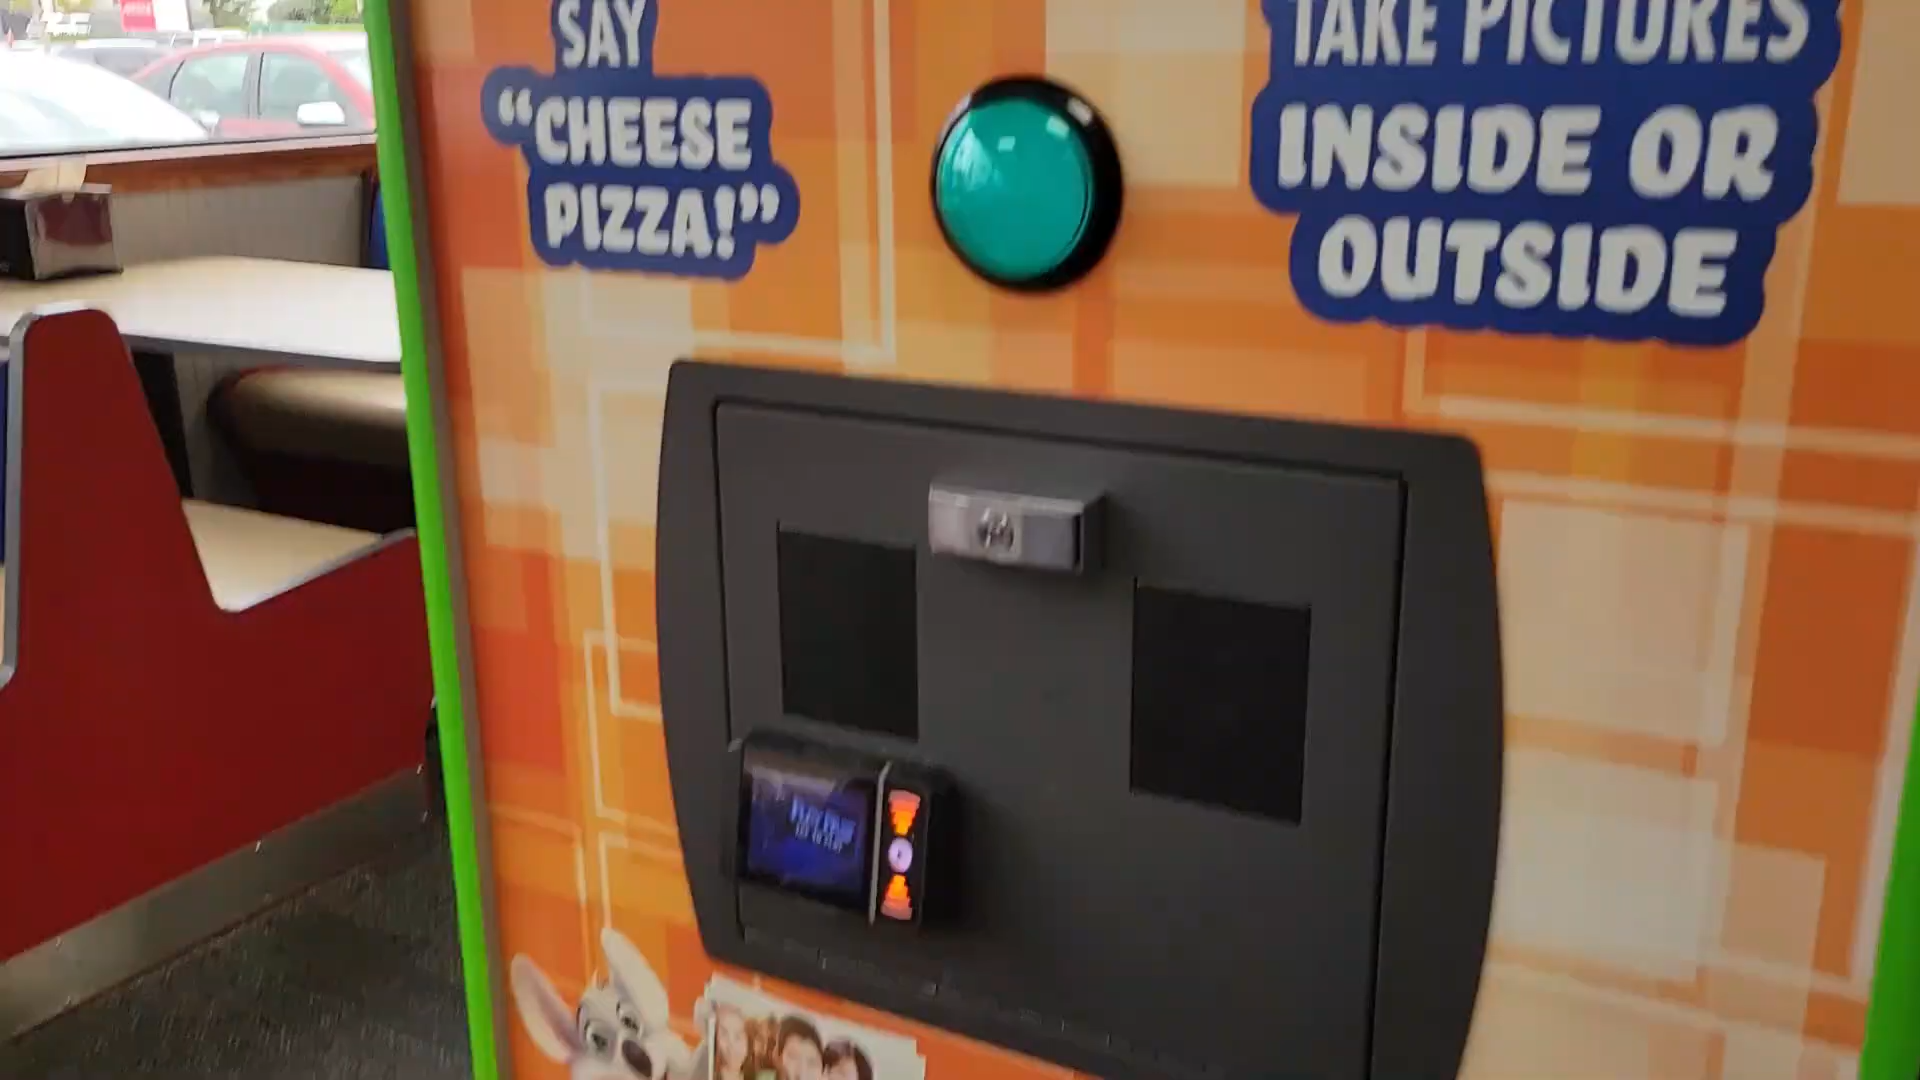 SAY
“CHEESE
PIZZA!”
TAKE PICTURES
INSIDE OR
OUTSIDE